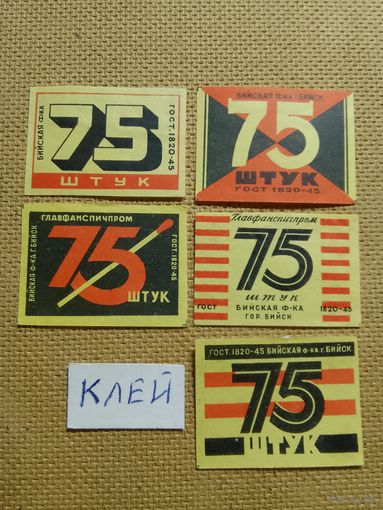 БИЙСКАЯ Ф-КА
75
ГОСТ. 1820-45
ШТУК
БИЙСКАЯ Ф-КА Г. БИЙСК
75
ШТУК
ГОСТ 1820-45
ГЛАВФАНСПИЧПРОМ
БИЙСКАЯ Ф-КА Г. БИЙСК
75
ШТУК
ГОСТ. 1820-45
Главфанспичпром
75
штук
БИЙСКАЯ Ф-КА
ГОР. БИЙСК
ГОСТ 1820-45
КЛЕЙ
ГОСТ. 1820-45 БИЙСКАЯ Ф-КА Г. БИЙСК
75
ШТУК